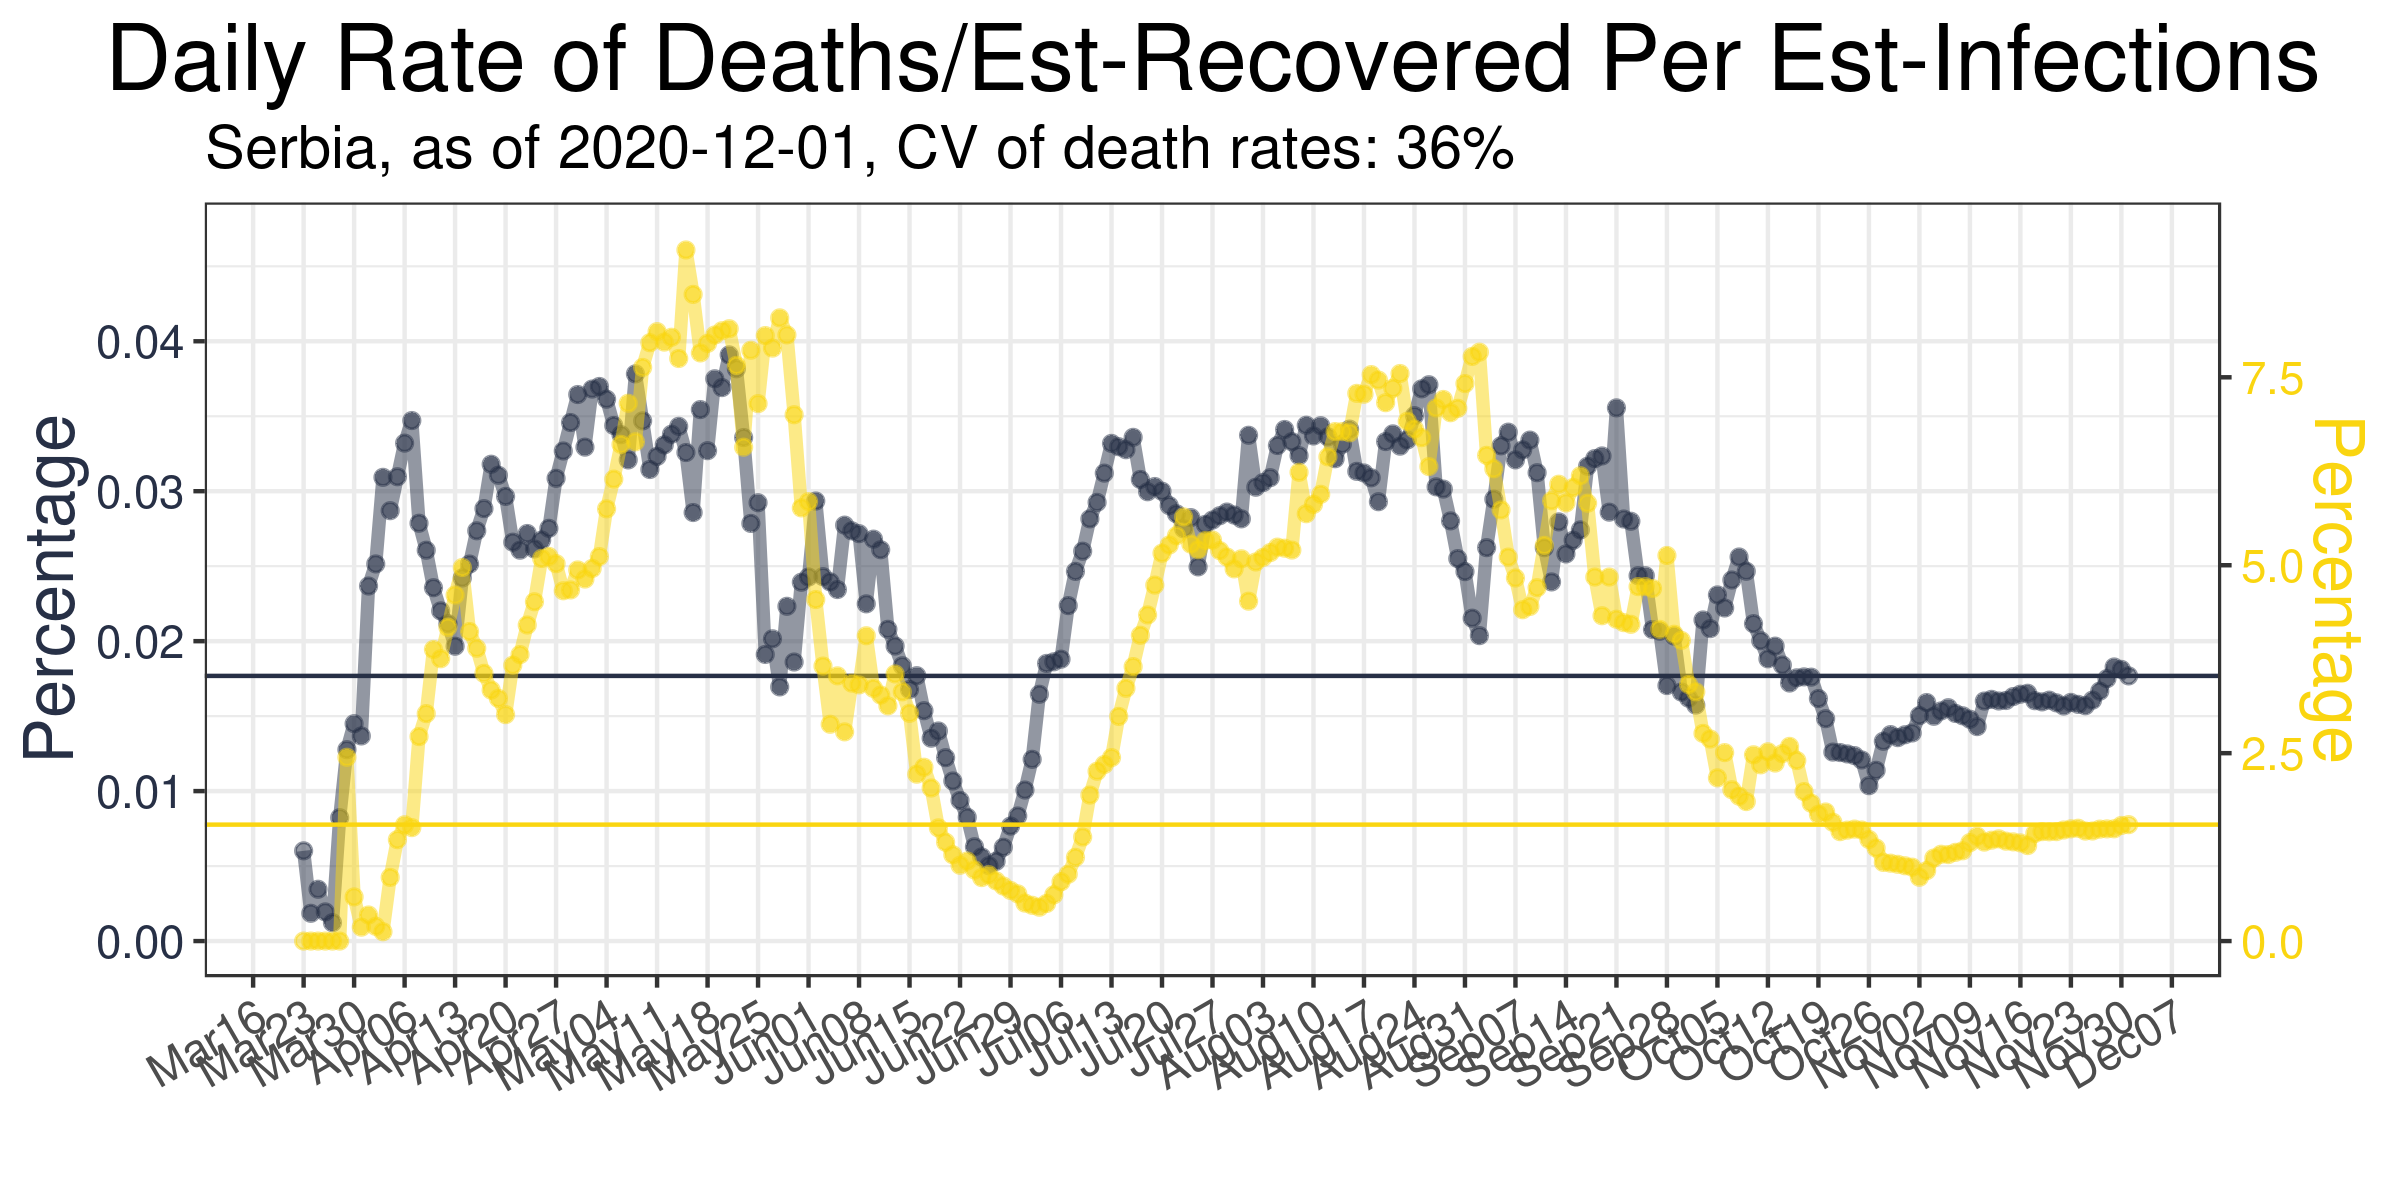 Daily Rate of Deaths/Est-Recovered Per Est-Infections
Serbia, as of 2020-12-01, CV of death rates: 36%
Percentage
0.04
0.03
0.02
0.01
0.00
7.5
5.0
2.5
0.0
Percentage
Mar16
Mar23
Mar30
Apr06
Apr13
Apr20
Apr27
May04
May11
May18
May25
Jun01
Jun08
Jun15
Jun22
Jun29
Jul06
Jul13
Jul20
Jul27
Aug03
Aug10
Aug17
Aug24
Aug31
Sep07
Sep14
Sep21
Sep28
Oct05
Oct12
Oct19
Oct26
Nov02
Nov09
Nov16
Nov23
Nov30
Dec07